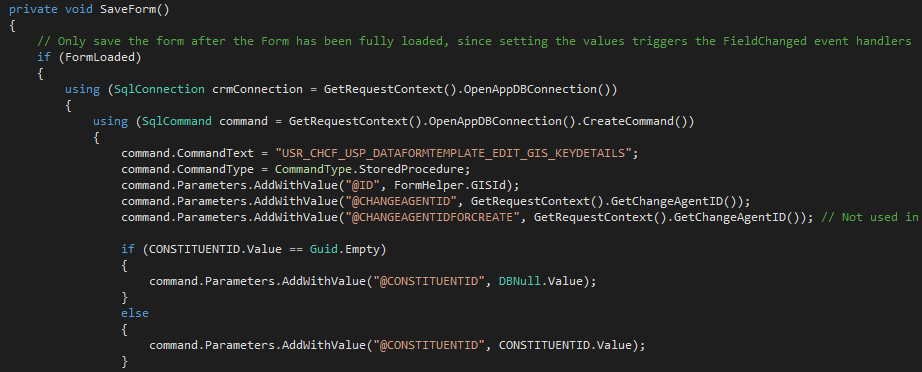 private void SaveForm()
{
// Only save the form after the Form has been fully loaded, since setting the values triggers the FieldChanged event handlers
if (FormLoaded)
{
using (SqlConnection crmConnection = GetRequestContext().OpenAppDBConnection())
{
using (SqlCommand command = GetRequestContext().OpenAppDBConnection().CreateCommand())
{
command.CommandText = "USR_CHCF_USP_DATAFORMTEMPLATE_EDIT_GIS_KEYDETAILS";
command.CommandType = CommandType.StoredProcedure;
command.Parameters.AddWithValue("@ID", FormHelper.GISId);
command.Parameters.AddWithValue("@CHANGEAGENTID", GetRequestContext().GetChangeAgentID());
command.Parameters.AddWithValue("@CHANGEAGENTIDFORCREATE", GetRequestContext().GetChangeAgentID()); // Not used in
if (CONSTITUENTID.Value == Guid.Empty)
{
command.Parameters.AddWithValue("@CONSTITUENTID", DBNull.Value);
}
else
{
command.Parameters.AddWithValue("@CONSTITUENTID", CONSTITUENTID.Value);
}